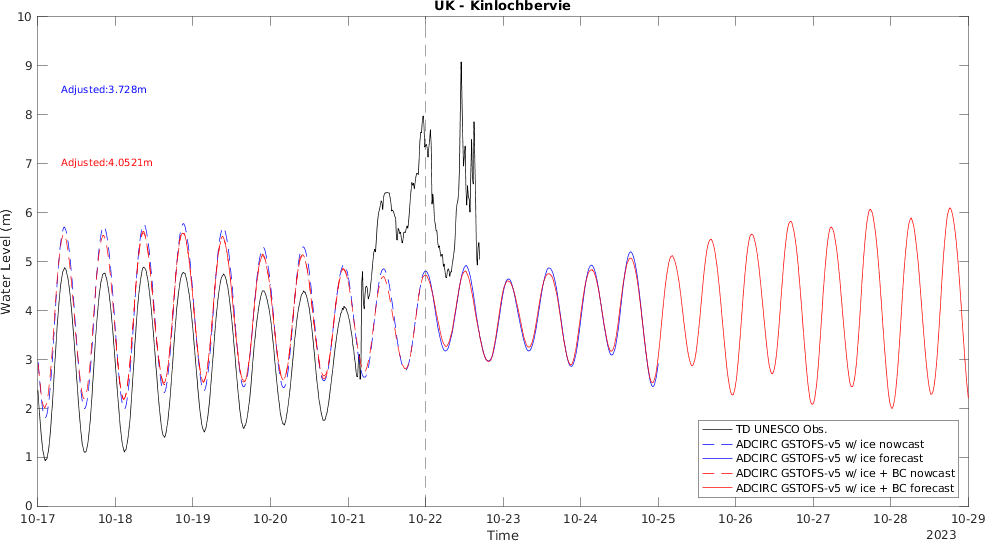 UK - Kinlochbervie
10
9
8
7
6
5
4
3
2
1
0
Water Level (m)
Adjusted:3.728m
Adjusted:4.0521m
TD UNESCO Obs.
ADCIRC GSTOFS-v5 w/ ice nowcast
ADCIRC GSTOFS-v5 w/ ice forecast
ADCIRC GSTOFS-v5 w/ ice + BC nowcast
ADCIRC GSTOFS-v5 w/ ice + BC forecast
10-17 10-18 10-19 10-20 10-21 10-22 10-23 10-24 10-25 10-26 10-27 10-28 10-29
Time
2023